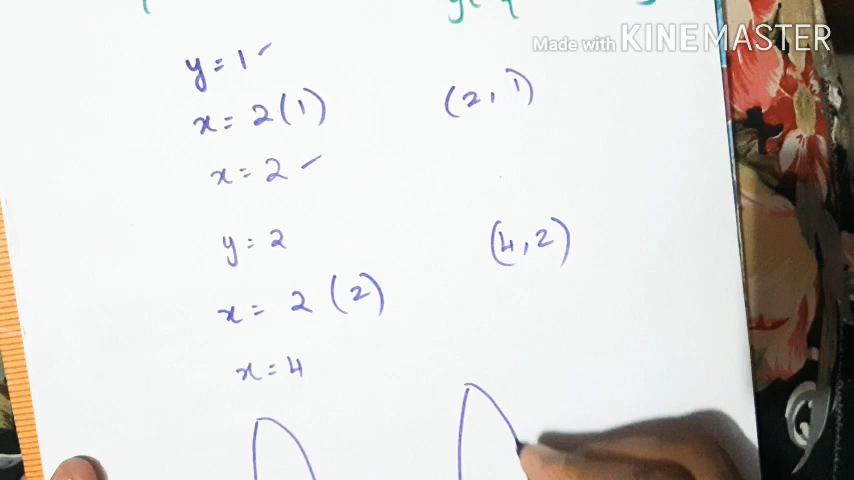 Made with KINEMASTER
y = 1 ✓
x = 2(1) (2, 1)
x = 2 ✓
y = 2 (4, 2)
x = 2 (2)
x = 4